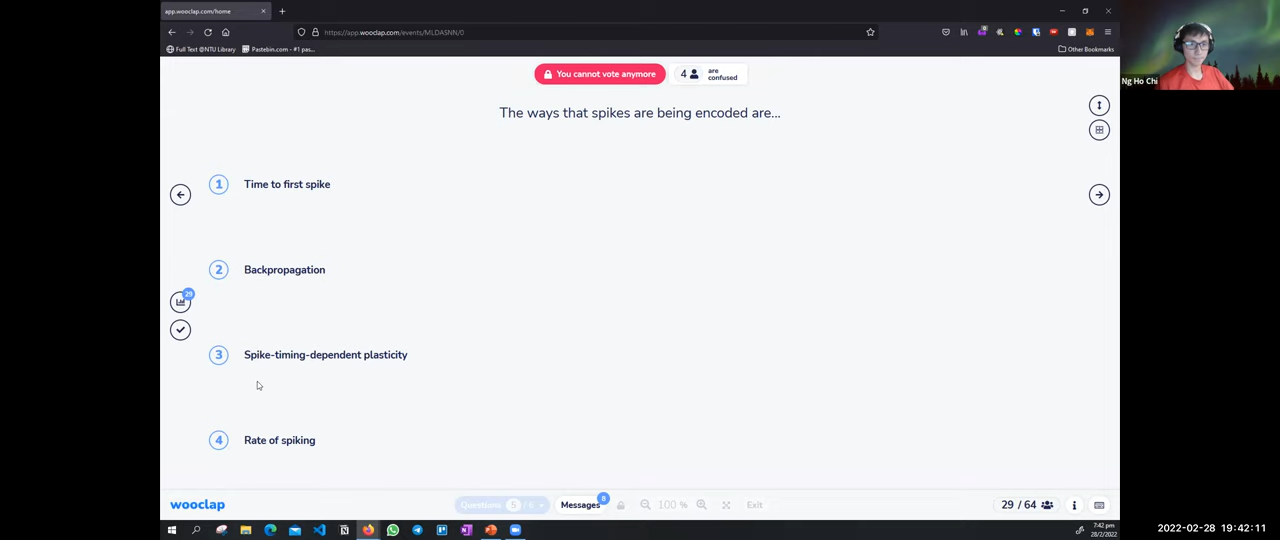 app.wooclap.com/home
https://app.wooclap.com/events/MLDASNN/0
Full Text @NTU Library
Pastebin.com - #1 pas...
Other Bookmarks
You cannot vote anymore
4 are confused
Ng Ho Chi
The ways that spikes are being encoded are...
1 Time to first spike
2 Backpropagation
29
3 Spike-timing-dependent plasticity
4 Rate of spiking
wooclap
Questions 5
Messages 8
100 %
Exit
29 / 64
7:42 pm
28/2/2022
2022-02-28 19:42:11